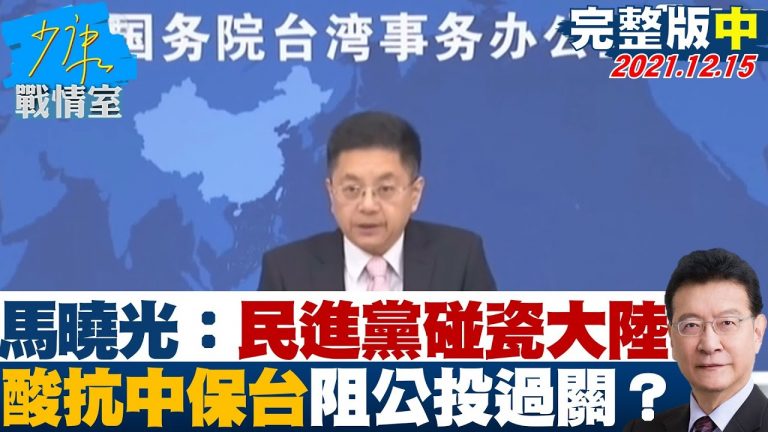 少康
戰情室
国务院台湾事务办公
完整版中
2021.12.15
馬曉光：民進黨碰瓷大陸
酸抗中保台阻公投過關？